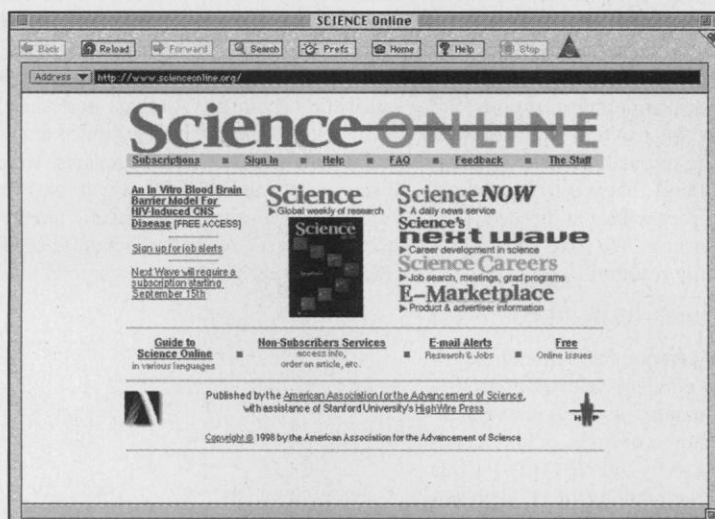 SCIENCE Online
Back Reload Forward Search Prefs Home Help Stop
Address http://www.scienceonline.org/
Science ONLINE
Subscriptions Sign In Help FAQ Feedback The Staff
An In Vitro Blood Brain
Barrier Model For
HIV-Induced CNS
Disease [FREE ACCESS]
Sign up for job alerts
Next Wave will require a
subscription starting
September 15th
Science
Global weekly of research
Science
Science NOW
A daily news service
Science's
next wave
Career development in science
Science Careers
Job search, meetings, grad programs
E-Marketplace
Product & advertiser information
Guide to
Science Online
in various languages
Non-Subscribers Services
access info,
order an article, etc.
E-mail Alerts
Research & Jobs
Free
Online Issues
Published by the American Association for the Advancement of Science,
with assistance of Stanford University's HighWire Press
H P
Copyright © 1998 by the American Association for the Advancement of Science